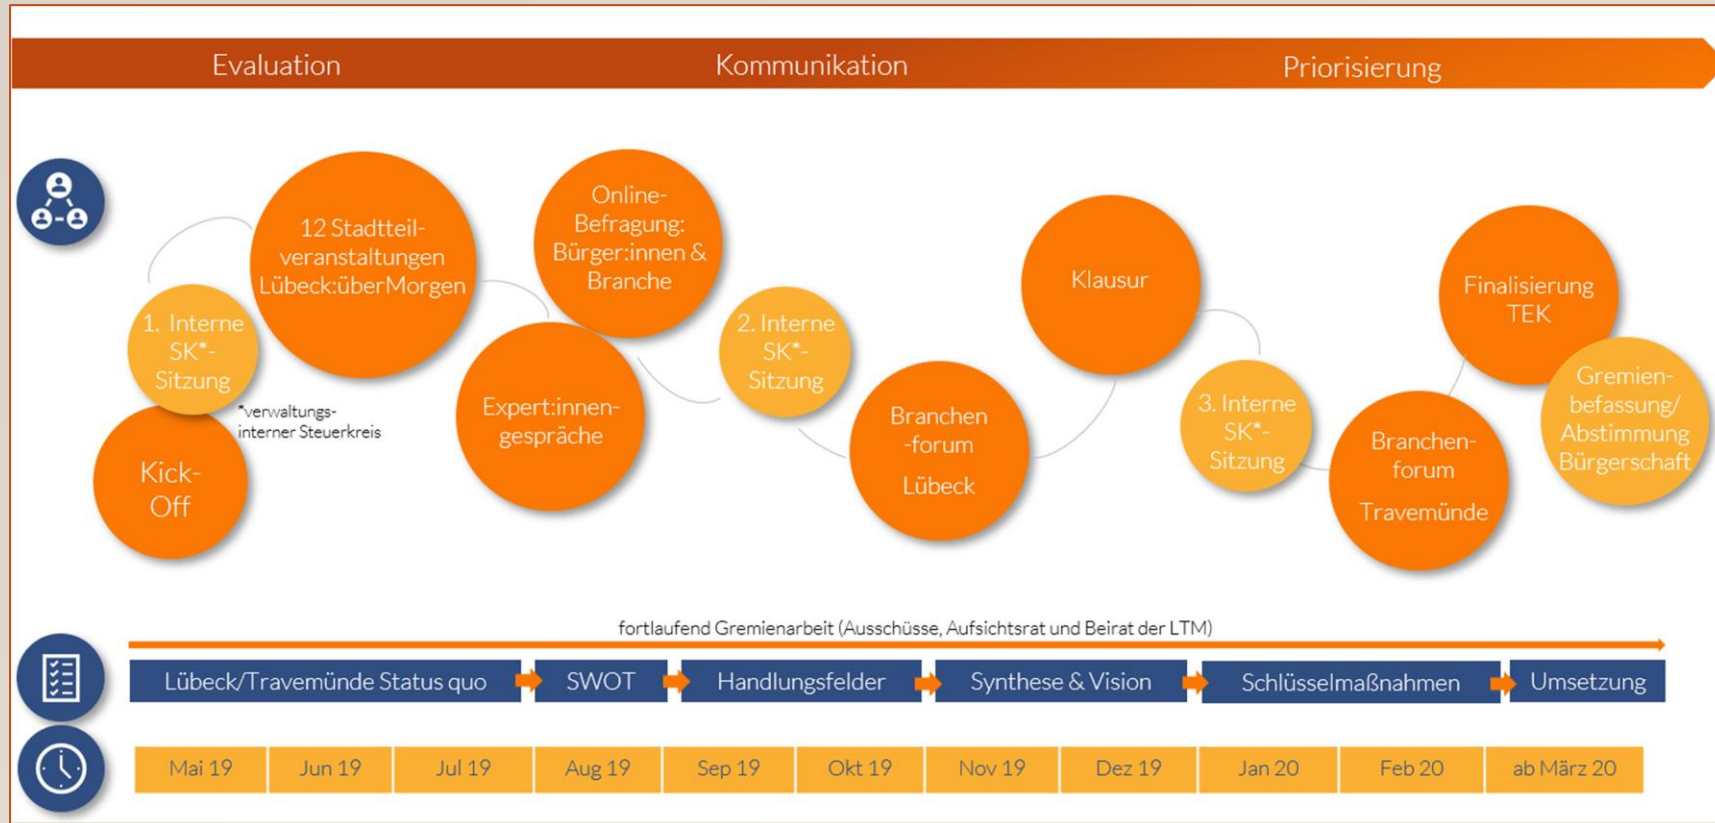 Evaluation
Kommunikation
Priorisierung
Kick-
Off
1. Interne
SK*-
Sitzung
*verwaltungs-
interner Steuerkreis
12 Stadtteil-
veranstaltungen
Lübeck:überMorgen
Expert:innen-
gespräche
Online-
Befragung:
Bürger:innen &
Branche
2. Interne
SK*-
Sitzung
Branchen
-forum
Lübeck
Klausur
3. Interne
SK*-
Sitzung
Branchen-
forum
Travemünde
Finalisierung
TEK
Gremien-
befassung/
Abstimmung
Bürgerschaft
fortlaufend Gremienarbeit (Ausschüsse, Aufsichtsrat und Beirat der LTM)
Lübeck/Travemünde Status quo
SWOT
Handlungsfelder
Synthese & Vision
Schlüsselmaßnahmen
Umsetzung
Mai 19
Jun 19
Jul 19
Aug 19
Sep 19
Okt 19
Nov 19
Dez 19
Jan 20
Feb 20
ab März 20